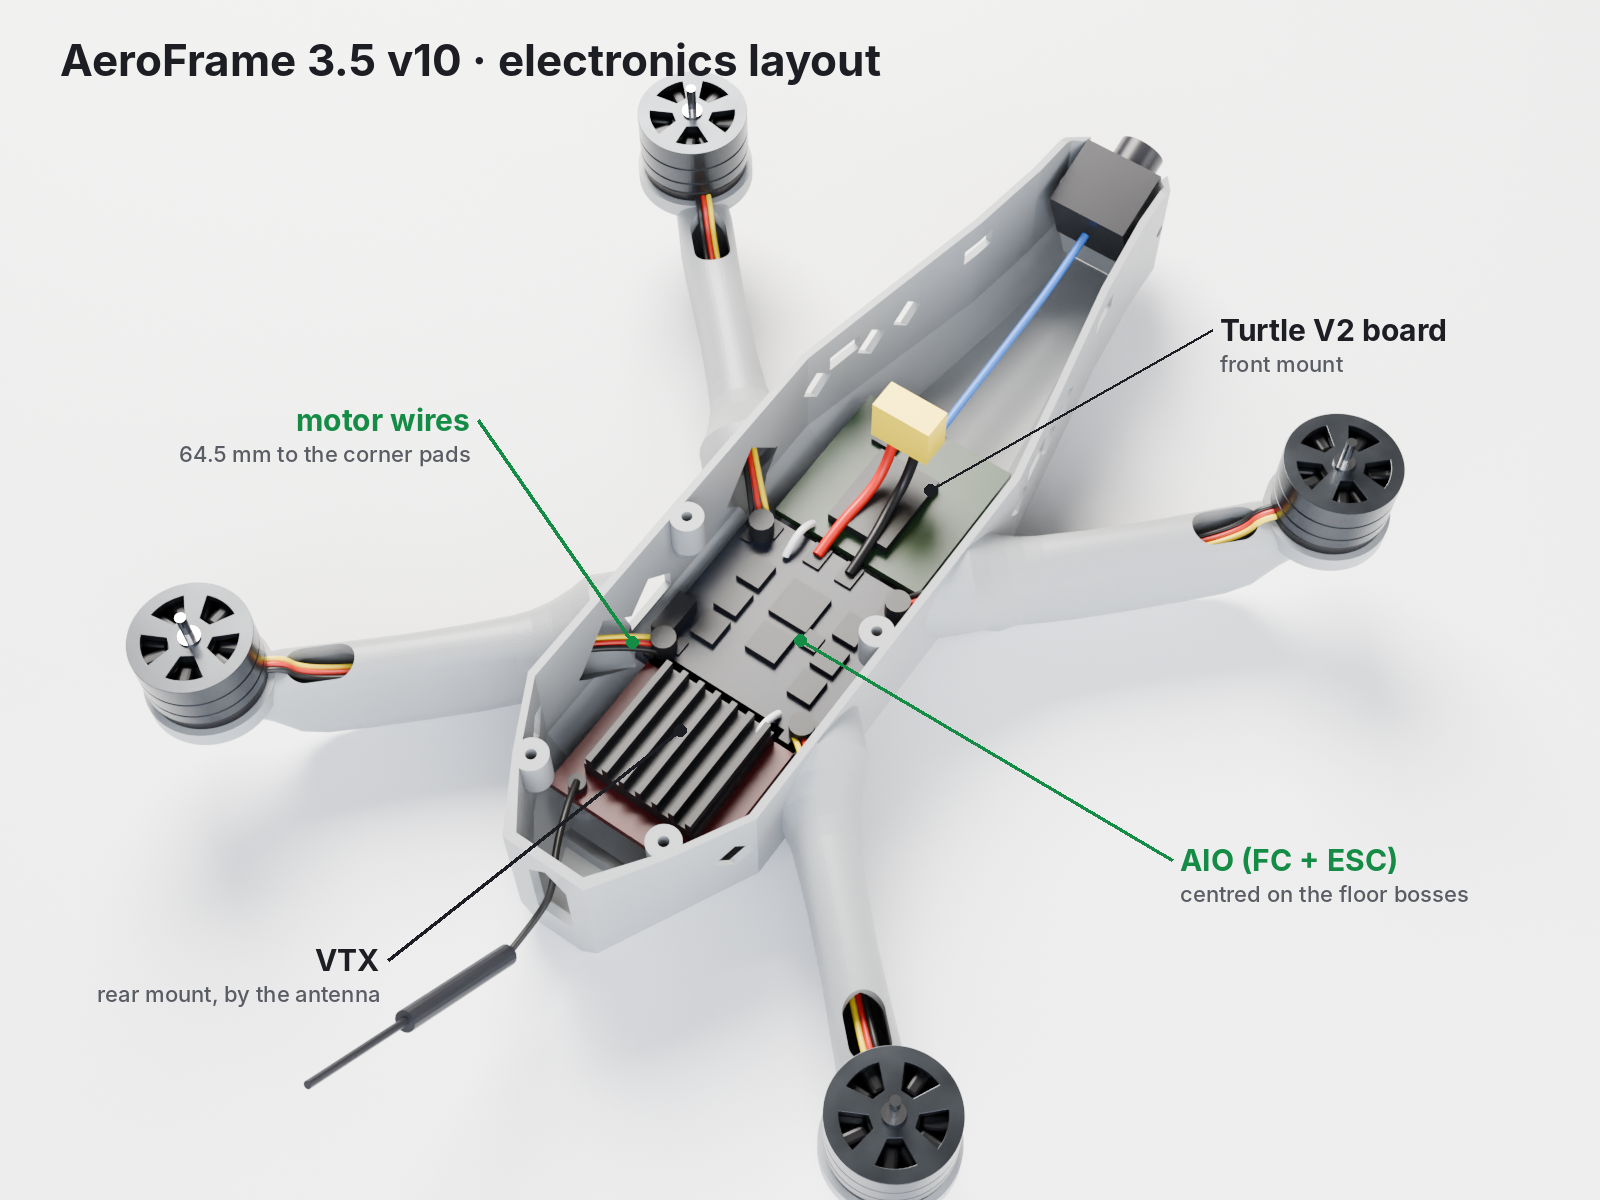 AeroFrame 3.5 v10 · electronics layout
Turtle V2 board
front mount
motor wires
64.5 mm to the corner pads
AIO (FC + ESC)
centred on the floor bosses
VTX
rear mount, by the antenna